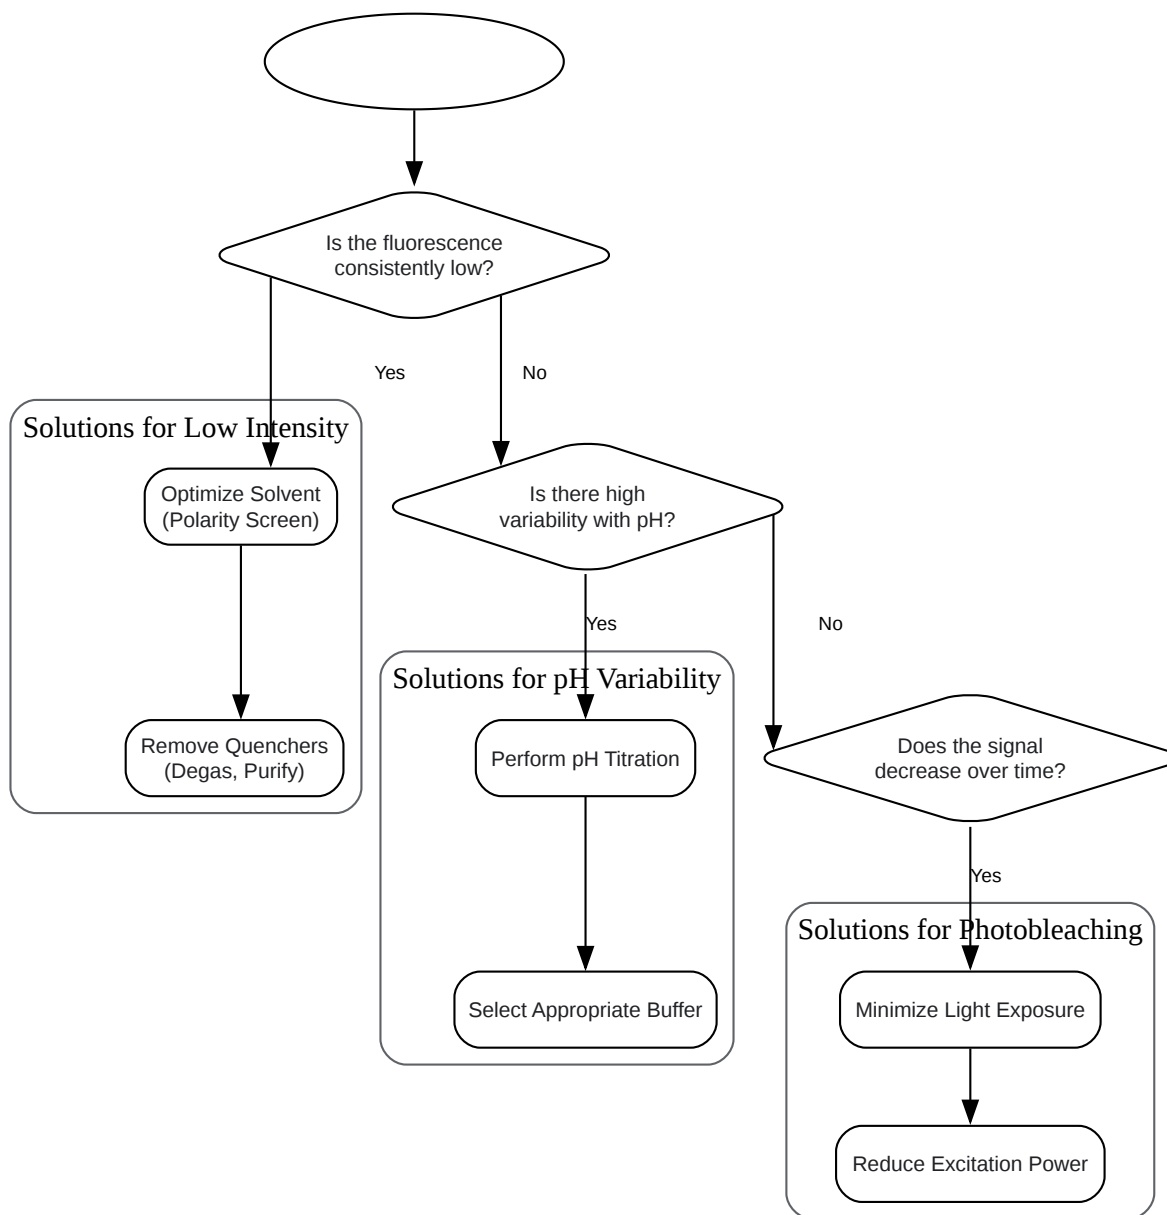 Is the fluorescence
consistently low?
Yes
No
Solutions for Low Intensity
Optimize Solvent
(Polarity Screen)
Is there high
variability with pH?
Yes
No
Solutions for pH Variability
Remove Quenchers
(Degas, Purify)
Perform pH Titration
Does the signal
decrease over time?
Yes
Solutions for Photobleaching
Select Appropriate Buffer
Minimize Light Exposure
Reduce Excitation Power